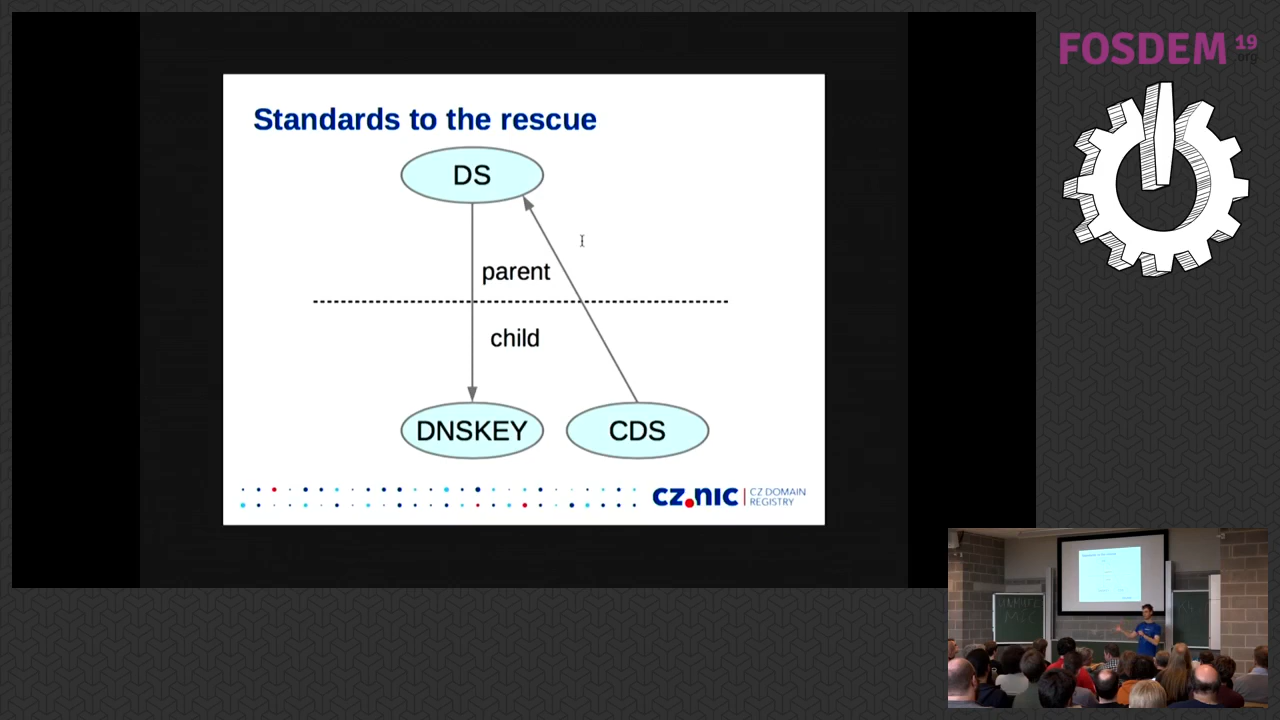 FOSDEM 19
.org
Standards to the rescue
DS
parent
child
DNSKEY
CDS
CZ.NIC
CZ DOMAIN
REGISTRY